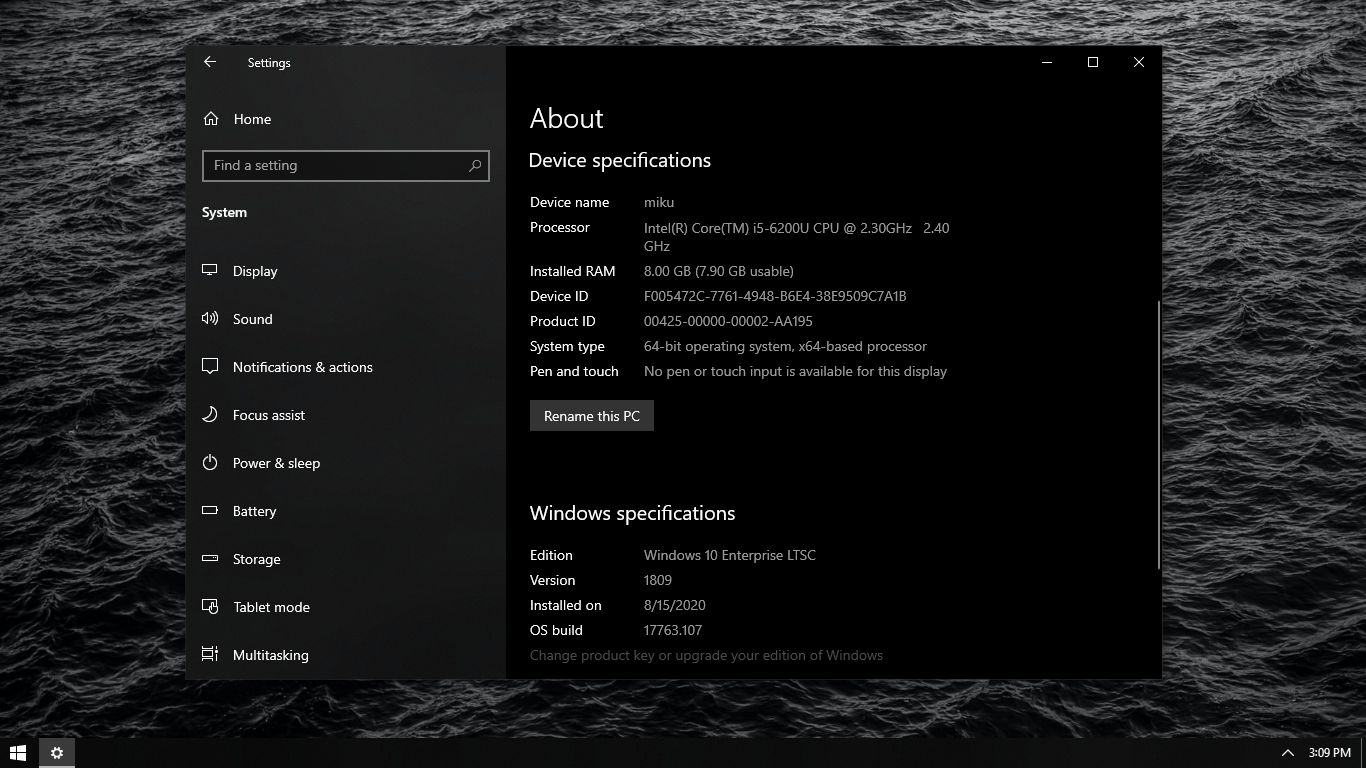 Settings
Home
Find a setting
System
Display
Sound
Notifications & actions
Focus assist
Power & sleep
Battery
Storage
Tablet mode
Multitasking
About
Device specifications
Device name miku
Processor Intel(R) Core(TM) i5-6200U CPU @ 2.30GHz 2.40
GHz
Installed RAM 8.00 GB (7.90 GB usable)
Device ID F005472C-7761-4948-B6E4-38E9509C7A1B
Product ID 00425-00000-00002-AA195
System type 64-bit operating system, x64-based processor
Pen and touch No pen or touch input is available for this display
Rename this PC
Windows specifications
Edition Windows 10 Enterprise LTSC
Version 1809
Installed on 8/15/2020
OS build 17763.107
Change product key or upgrade your edition of Windows
3:09 PM